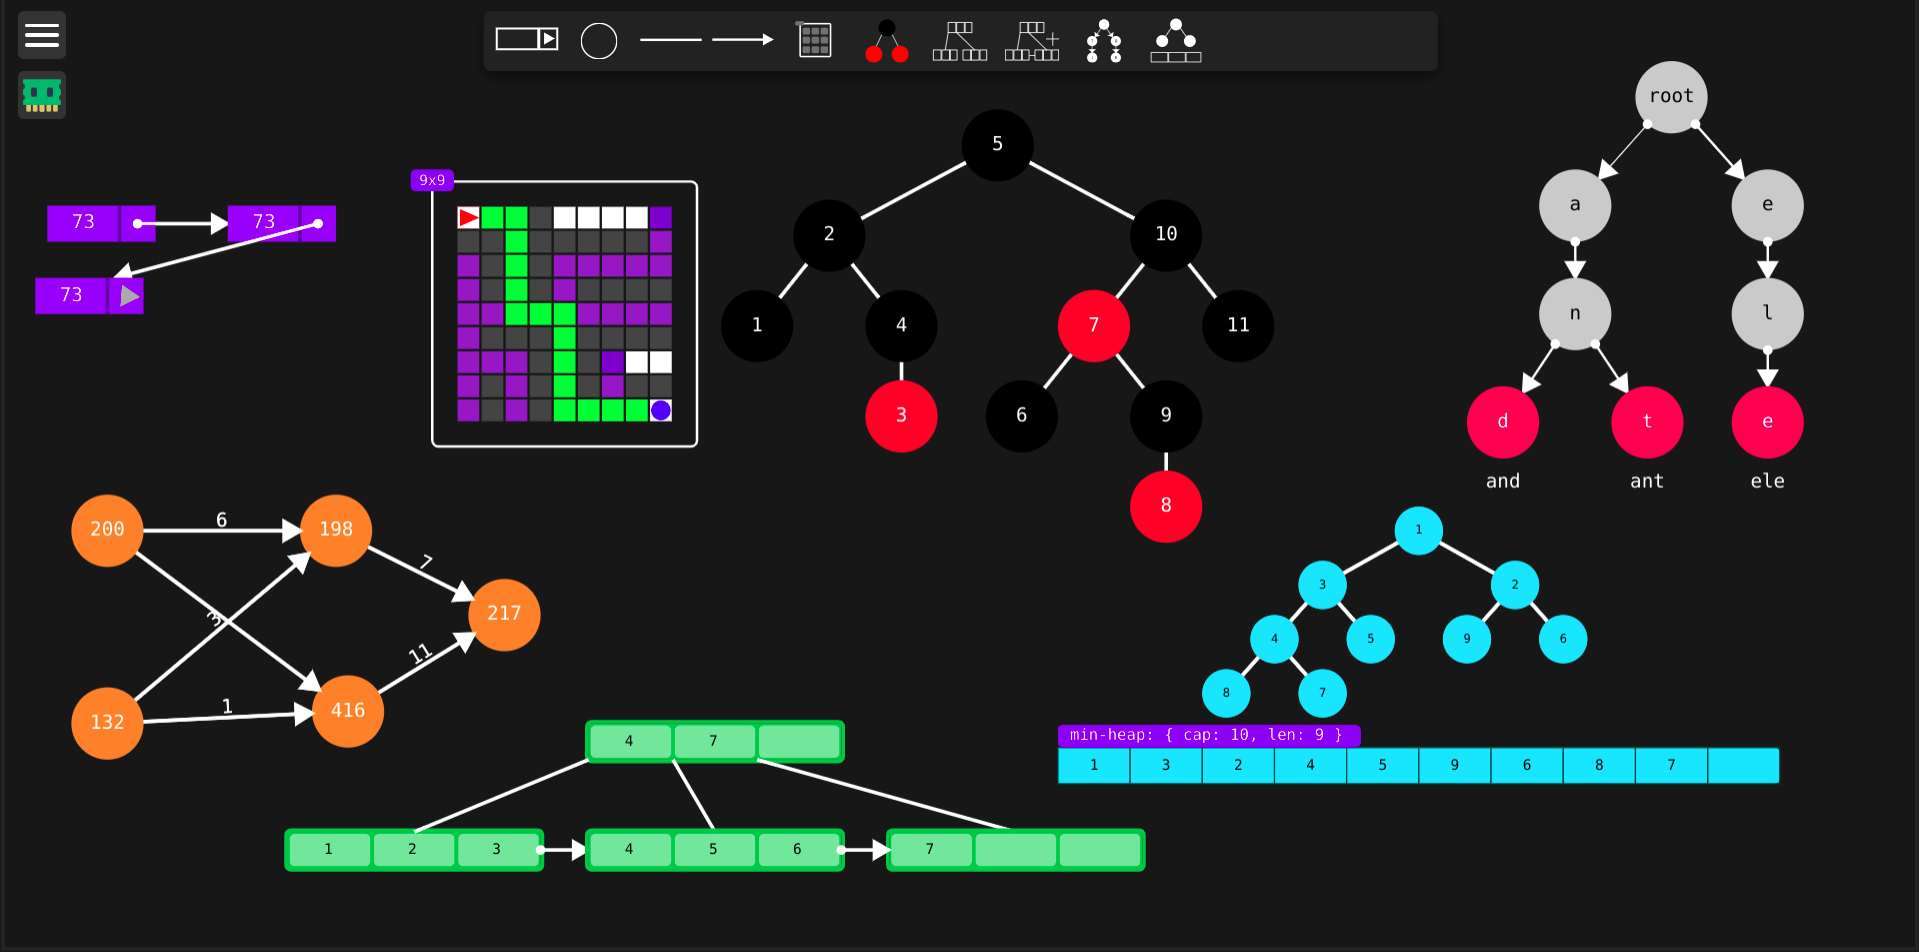 73 73
73
9x9
5
2 10
1 4 7 11
3 6 9
8
root
a e
n l
d t e
and ant ele
200 6 198
7
217
3
11
132 1 416
1
3 2
4 5 9 6
8 7
min-heap: { cap: 10, len: 9 }
1 3 2 4 5 9 6 8 7
4 7
1 2 3 4 5 6 7